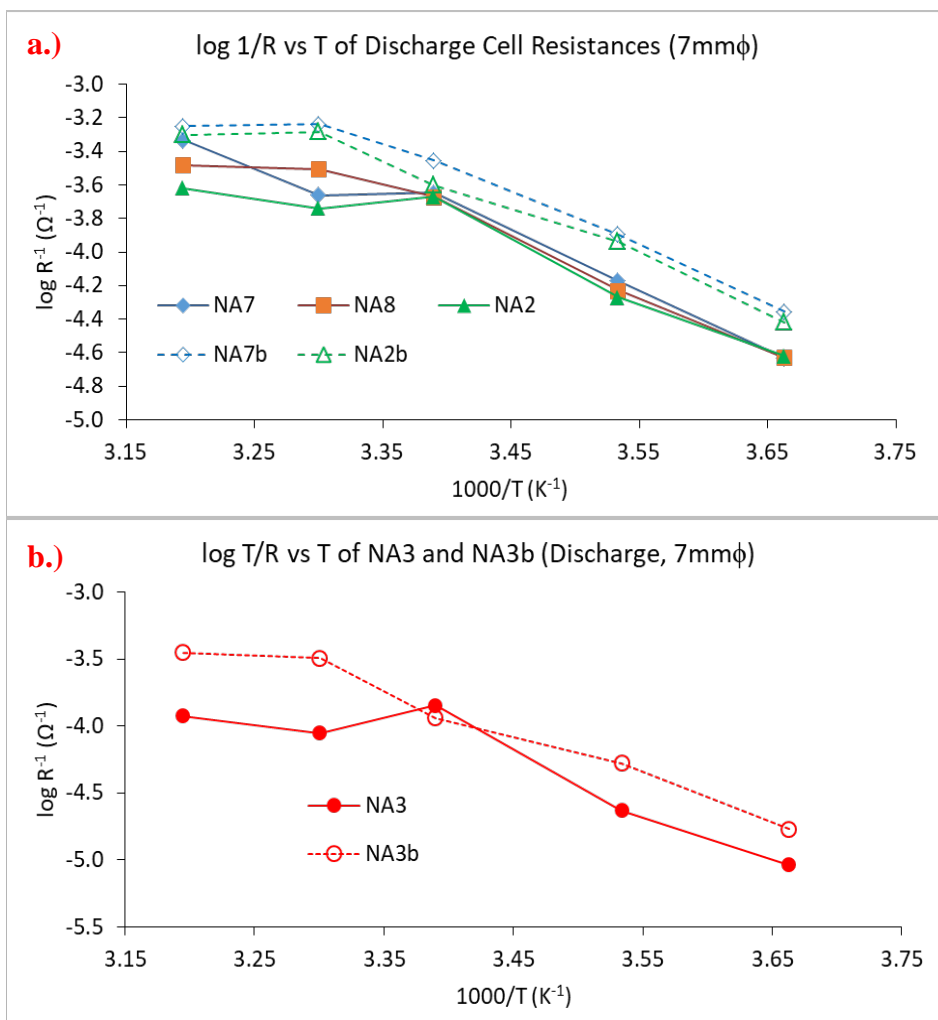 a.)
log 1/R vs T of Discharge Cell Resistances (7mmϕ)
-3.0
-3.2
-3.4
-3.6
-3.8
-4.0
-4.2
-4.4
-4.6
-4.8
-5.0
log R⁻¹ (Ω⁻¹)
NA7 NA8 NA2
NA7b NA2b
3.15 3.25 3.35 3.45 3.55 3.65 3.75
1000/T (K⁻¹)
b.)
log T/R vs T of NA3 and NA3b (Discharge, 7mmϕ)
-3.0
-3.5
-4.0
-4.5
-5.0
-5.5
log R⁻¹ (Ω⁻¹)
NA3
NA3b
3.15 3.25 3.35 3.45 3.55 3.65 3.75
1000/T (K⁻¹)